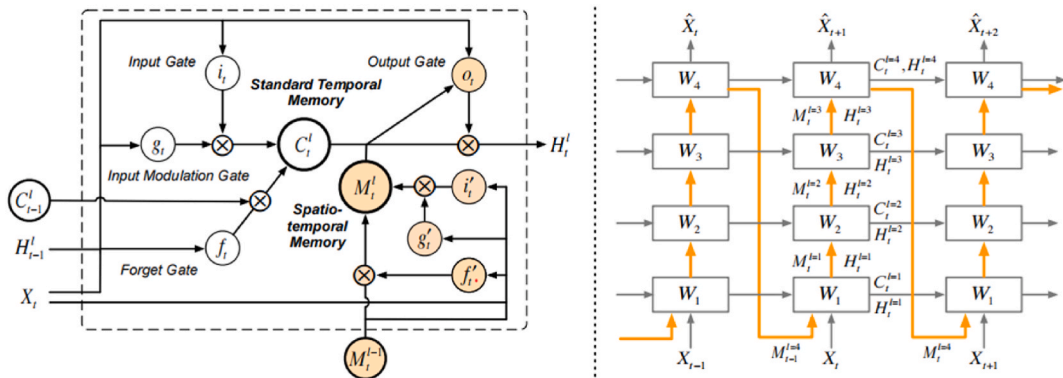 Input Gate
i_t
Output Gate
o_t
Standard Temporal
Memory
g_t
C_t^l
H_t^l
Input Modulation Gate
M_t^l
i'_t
C_{t-1}^l
Spatio-
temporal
Memory
g'_t
H_{t-1}^l
f_t
Forget Gate
f'_t.
X_t
M_t^{l-1}
X̂_t
X̂_{t+1}
X̂_{t+2}
W_4
W_4
C_t^{l=4}, H_t^{l=4}
W_4
M_t^{l=3} H_t^{l=3}
W_3
W_3
C_t^{l=3}
H_t^{l=3}
W_3
M_t^{l=2} H_t^{l=2}
W_2
W_2
C_t^{l=2}
H_t^{l=2}
W_2
M_t^{l=1} H_t^{l=1}
W_1
W_1
C_t^{l=1}
H_t^{l=1}
W_1
X_{t-1}
M_{t-1}^{l=4}
X_t
M_t^{l=4}
X_{t+1}